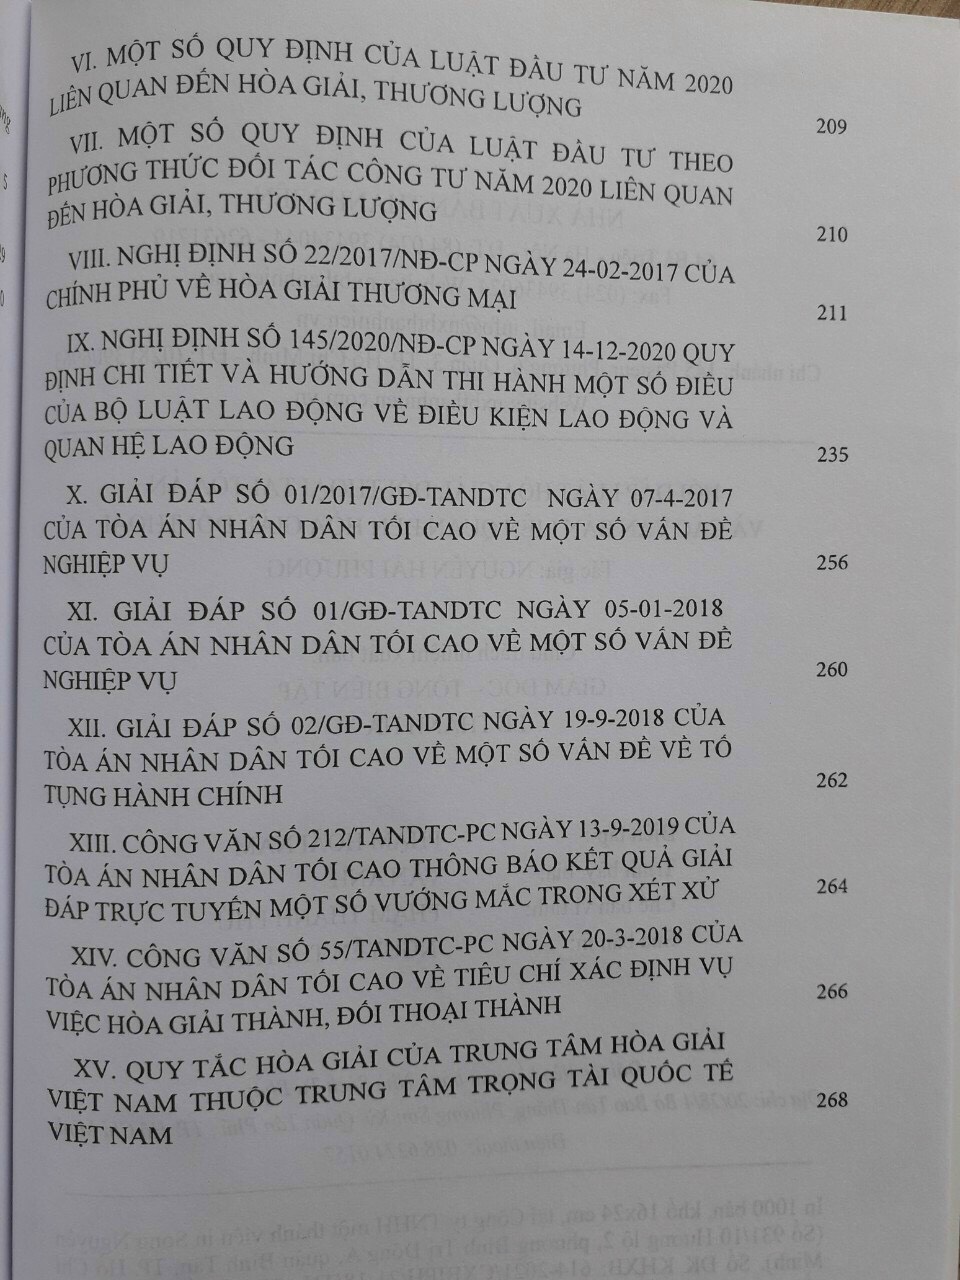 VI. MỘT SỐ QUY ĐỊNH CỦA LUẬT ĐẦU TƯ NĂM 2020
LIÊN QUAN ĐẾN HÒA GIẢI, THƯƠNG LƯỢNG
209
VII. MỘT SỐ QUY ĐỊNH CỦA LUẬT ĐẦU TƯ THEO
PHƯƠNG THỨC ĐỐI TÁC CÔNG TƯ NĂM 2020 LIÊN QUAN
ĐẾN HÒA GIẢI, THƯƠNG LƯỢNG
210
VIII. NGHỊ ĐỊNH SỐ 22/2017/NĐ-CP NGÀY 24-02-2017 CỦA
CHÍNH PHỦ VỀ HÒA GIẢI THƯƠNG MẠI
211
IX. NGHỊ ĐỊNH SỐ 145/2020/NĐ-CP NGÀY 14-12-2020 QUY
ĐỊNH CHI TIẾT VÀ HƯỚNG DẪN THI HÀNH MỘT SỐ ĐIỀU
CỦA BỘ LUẬT LAO ĐỘNG VỀ ĐIỀU KIỆN LAO ĐỘNG VÀ
QUAN HỆ LAO ĐỘNG
235
X. GIẢI ĐÁP SỐ 01/2017/GĐ-TANDTC NGÀY 07-4-2017
CỦA TÒA ÁN NHÂN DÂN TỐI CAO VỀ MỘT SỐ VẤN ĐỀ
NGHIỆP VỤ
256
XI. GIẢI ĐÁP SỐ 01/GĐ-TANDTC NGÀY 05-01-2018
CỦA TÒA ÁN NHÂN DÂN TỐI CAO VỀ MỘT SỐ VẤN ĐỀ
NGHIỆP VỤ
260
XII. GIẢI ĐÁP SỐ 02/GĐ-TANDTC NGÀY 19-9-2018 CỦA
TÒA ÁN NHÂN DÂN TỐI CAO VỀ MỘT SỐ VẤN ĐỀ VỀ TỐ
TỤNG HÀNH CHÍNH
262
XIII. CÔNG VĂN SỐ 212/TANDTC-PC NGÀY 13-9-2019 CỦA
TÒA ÁN NHÂN DÂN TỐI CAO THÔNG BÁO KẾT QUẢ GIẢI
ĐÁP TRỰC TUYẾN MỘT SỐ VƯỚNG MẮC TRONG XÉT XỬ
264
XIV. CÔNG VĂN SỐ 55/TANDTC-PC NGÀY 20-3-2018 CỦA
TÒA ÁN NHÂN DÂN TỐI CAO VỀ TIÊU CHÍ XÁC ĐỊNH VỤ
VIỆC HÒA GIẢI THÀNH, ĐỐI THOẠI THÀNH
266
XV. QUY TẮC HÒA GIẢI CỦA TRUNG TÂM HÒA GIẢI
VIỆT NAM THUỘC TRUNG TÂM TRỌNG TÀI QUỐC TẾ
VIỆT NAM
268